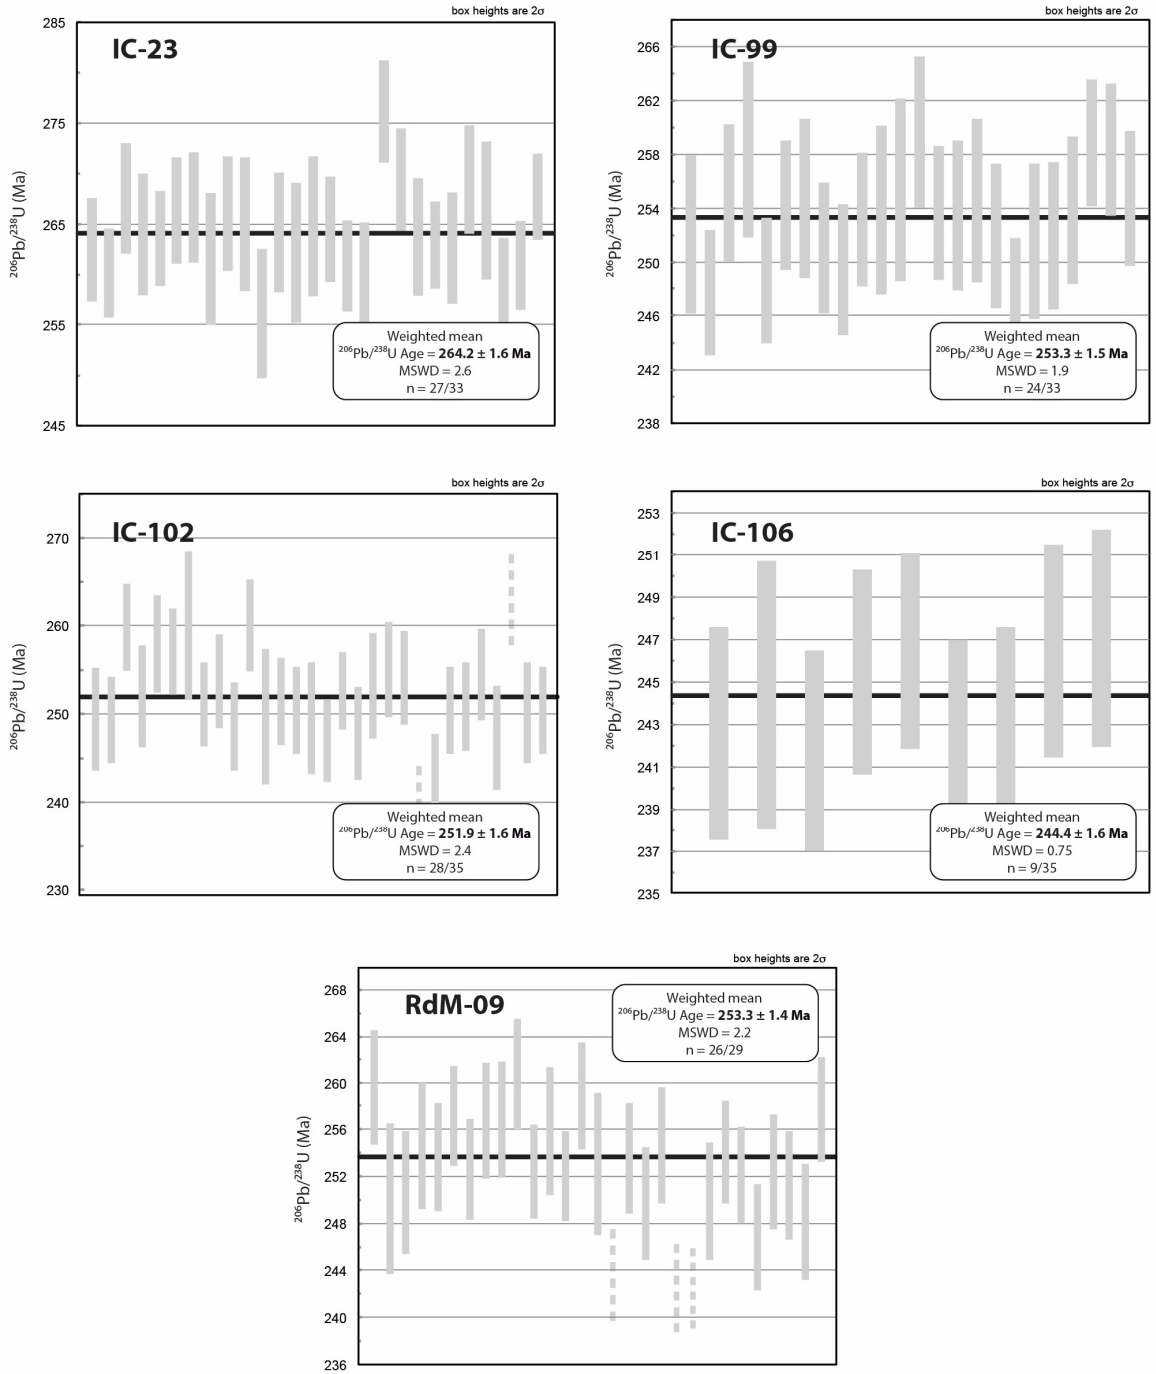 box heights are 2σ
IC-23
285
275
265
255
245
206Pb/238U (Ma)
Weighted mean
206Pb/238U Age = 264.2 ± 1.6 Ma
MSWD = 2.6
n = 27/33
box heights are 2σ
IC-99
266
262
258
254
250
246
242
238
206Pb/238U (Ma)
Weighted mean
206Pb/238U Age = 253.3 ± 1.5 Ma
MSWD = 1.9
n = 24/33
box heights are 2σ
IC-102
270
260
250
240
230
206Pb/238U (Ma)
Weighted mean
206Pb/238U Age = 251.9 ± 1.6 Ma
MSWD = 2.4
n = 28/35
box heights are 2σ
IC-106
253
251
249
247
245
243
241
239
237
235
206Pb/238U (Ma)
Weighted mean
206Pb/238U Age = 244.4 ± 1.6 Ma
MSWD = 0.75
n = 9/35
box heights are 2σ
RdM-09
268
264
260
256
252
248
244
240
236
206Pb/238U (Ma)
Weighted mean
206Pb/238U Age = 253.3 ± 1.4 Ma
MSWD = 2.2
n = 26/29